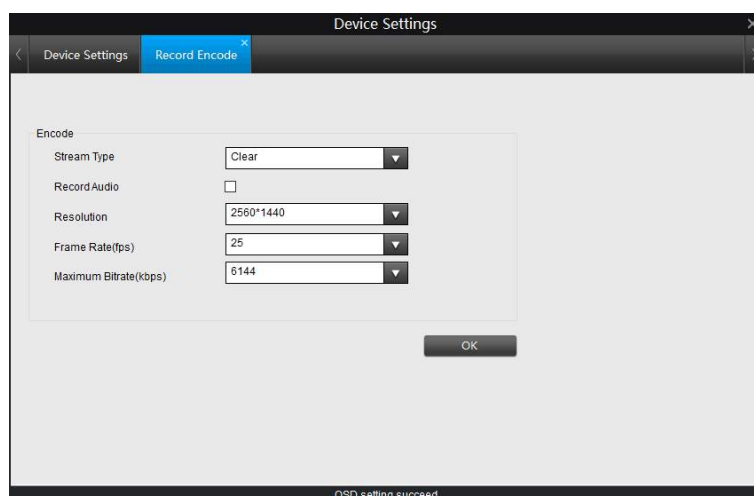 Device Settings
Device Settings Record Encode
Encode
Stream Type Clear
Record Audio
Resolution 2560*1440
Frame Rate(fps) 25
Maximum Bitrate(kbps) 6144
OK
OSD setting succeed